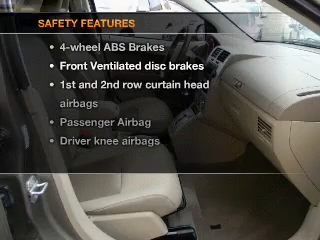 SAFETY FEATURES
• 4-wheel ABS Brakes
• Front Ventilated disc brakes
• 1st and 2nd row curtain head
airbags
• Passenger Airbag
• Driver knee airbags